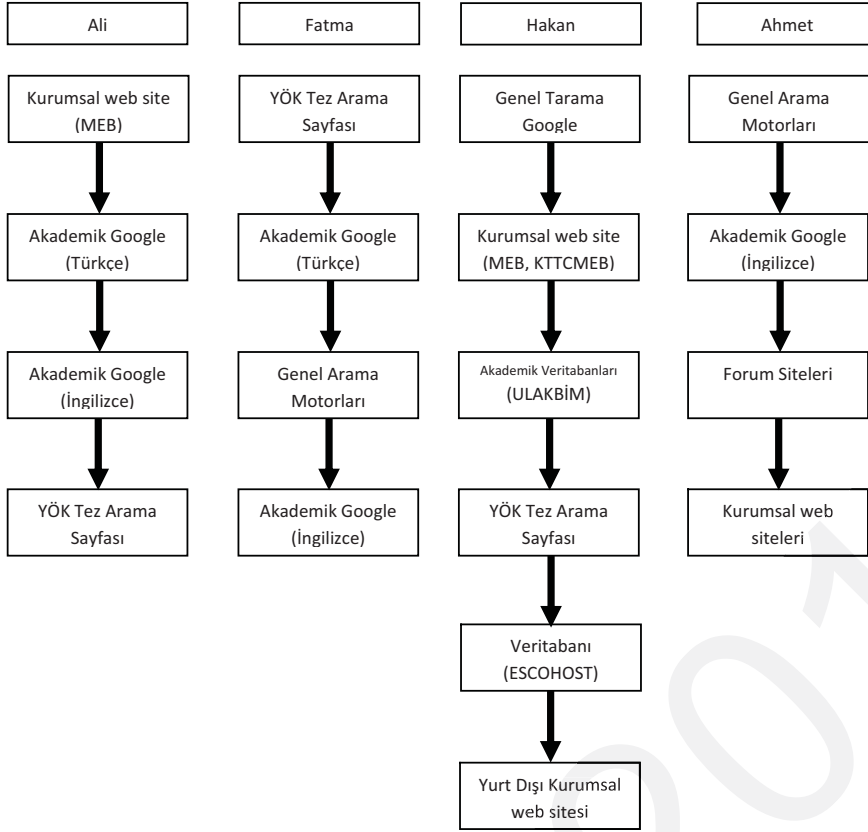 Ali
Fatma
Hakan
Ahmet
Kurumsal web site
(MEB)
YÖK Tez Arama
Sayfası
Genel Tarama
Google
Genel Arama
Motorları
Akademik Google
(Türkçe)
Akademik Google
(Türkçe)
Kurumsal web site
(MEB, KTTCMEB)
Akademik Google
(İngilizce)
Akademik Google
(İngilizce)
Genel Arama
Motorları
Akademik Veritabanları
(ULAKBİM)
Forum Siteleri
YÖK Tez Arama
Sayfası
Akademik Google
(İngilizce)
YÖK Tez Arama
Sayfası
Kurumsal web
siteleri
Veritabanı
(ESCOHOST)
Yurt Dışı Kurumsal
web sitesi